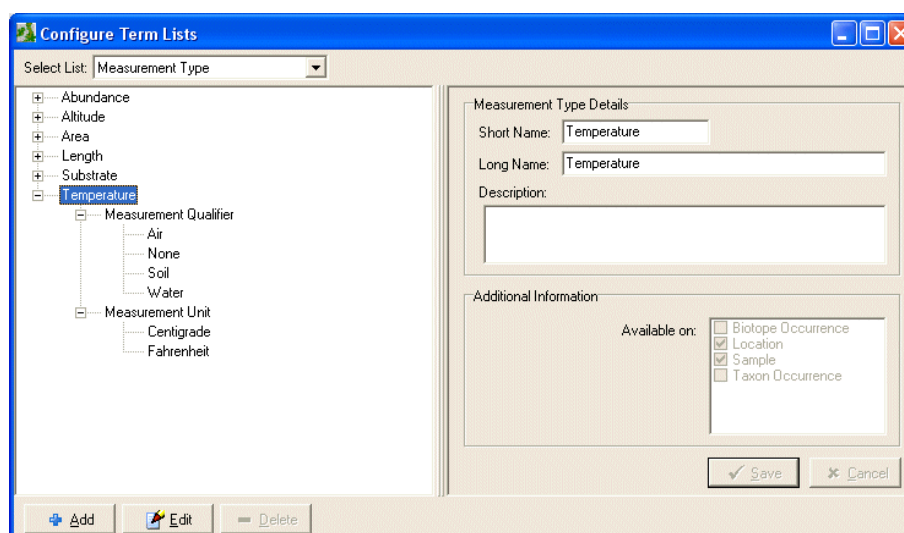 Configure Term Lists
Select List: Measurement Type
Abundance
Altitude
Area
Length
Substrate
Temperature
Measurement Qualifier
Air
None
Soil
Water
Measurement Unit
Centigrade
Fahrenheit
Measurement Type Details
Short Name: Temperature
Long Name: Temperature
Description:
Additional Information
Available on:
Biotope Occurrence
Location
Sample
Taxon Occurrence
Save Cancel
Add Edit Delete